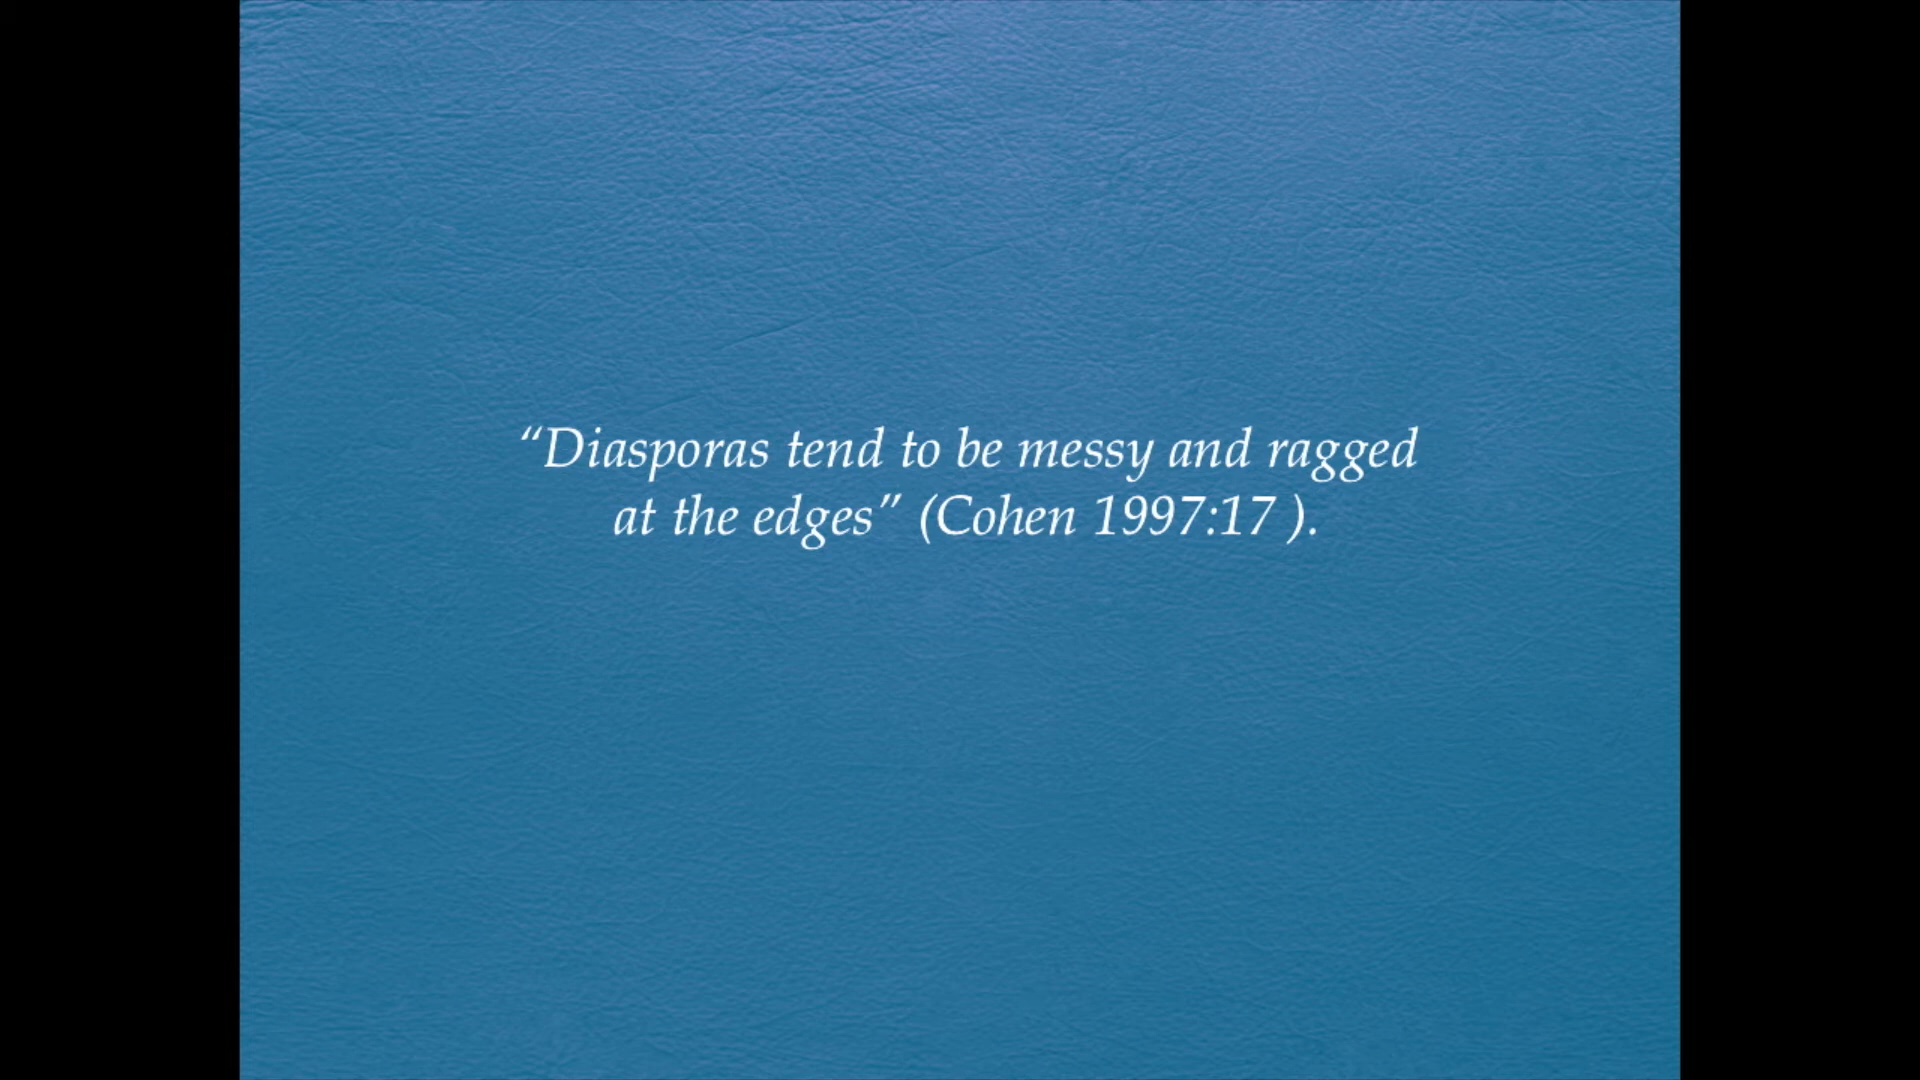 “Diasporas tend to be messy and ragged
at the edges” (Cohen 1997:17 ).